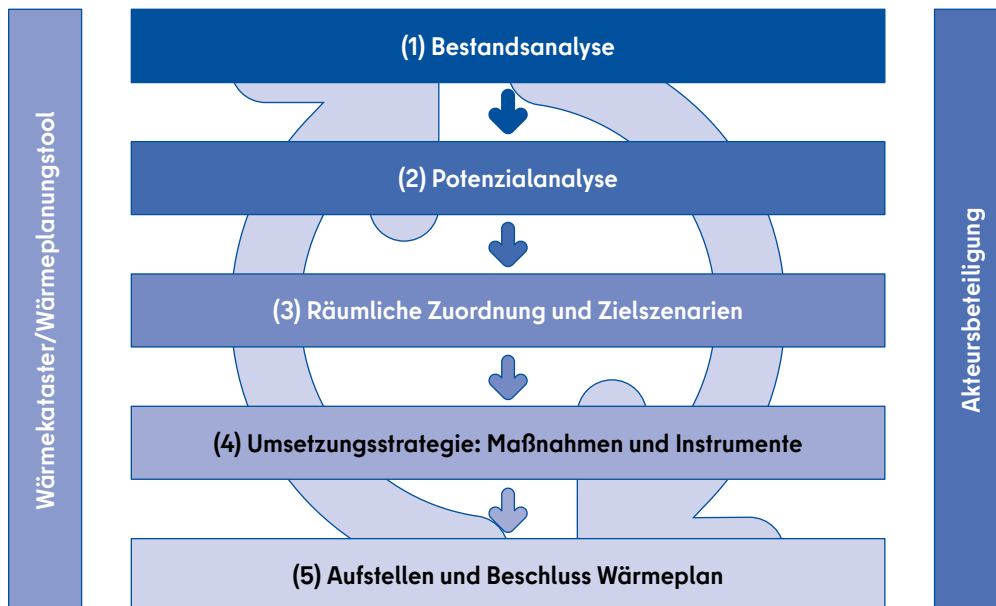 Wärmekataster/Wärmeplanungstool
(1) Bestandsanalyse
(2) Potenzialanalyse
(3) Räumliche Zuordnung und Zielszenarien
(4) Umsetzungsstrategie: Maßnahmen und Instrumente
(5) Aufstellen und Beschluss Wärmeplan
Akteursbeteiligung